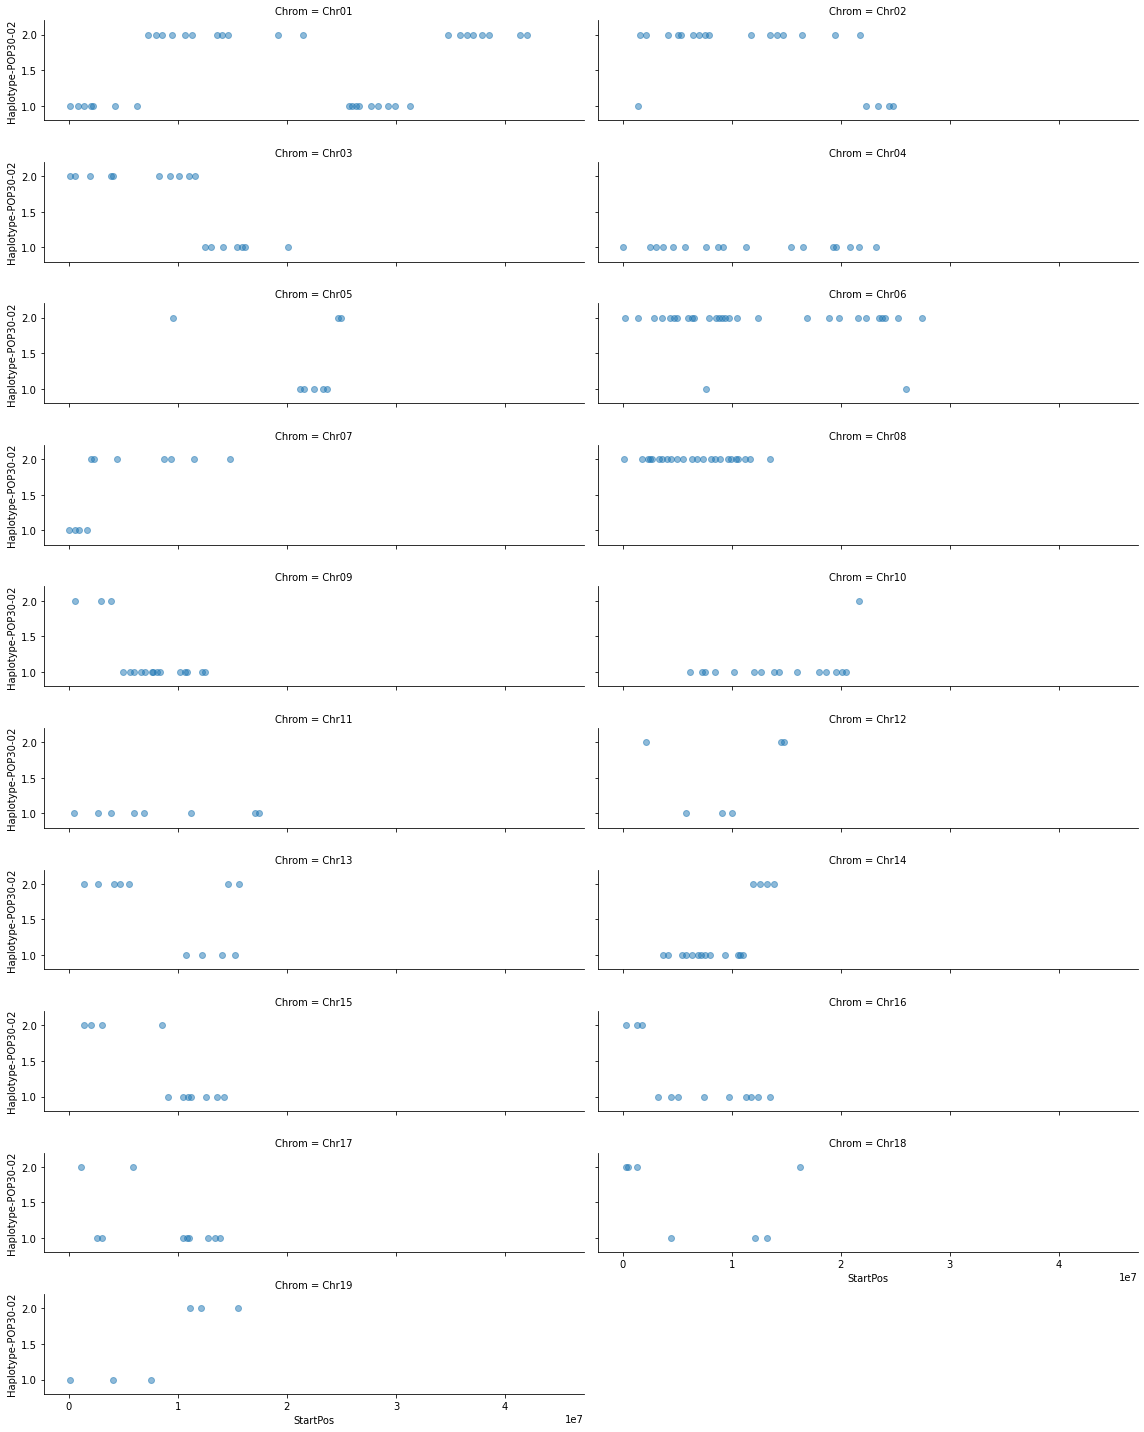 Chrom = Chr01
Chrom = Chr02
Haplotype-POP30-02
2.0
1.5
1.0
Chrom = Chr03
Chrom = Chr04
Haplotype-POP30-02
2.0
1.5
1.0
Chrom = Chr05
Chrom = Chr06
Haplotype-POP30-02
2.0
1.5
1.0
Chrom = Chr07
Chrom = Chr08
Haplotype-POP30-02
2.0
1.5
1.0
Chrom = Chr09
Chrom = Chr10
Haplotype-POP30-02
2.0
1.5
1.0
Chrom = Chr11
Chrom = Chr12
Haplotype-POP30-02
2.0
1.5
1.0
Chrom = Chr13
Chrom = Chr14
Haplotype-POP30-02
2.0
1.5
1.0
Chrom = Chr15
Chrom = Chr16
Haplotype-POP30-02
2.0
1.5
1.0
Chrom = Chr17
Chrom = Chr18
Haplotype-POP30-02
2.0
1.5
1.0
0 1 2 3 4
StartPos
1e7
Chrom = Chr19
Haplotype-POP30-02
2.0
1.5
1.0
0 1 2 3 4
StartPos
1e7